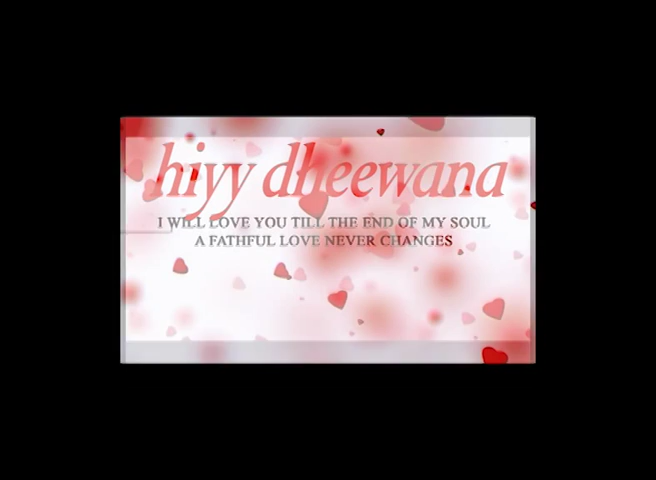 hiyy dheewana
I WILL LOVE YOU TILL THE END OF MY SOUL
A FATHFUL LOVE NEVER CHANGES